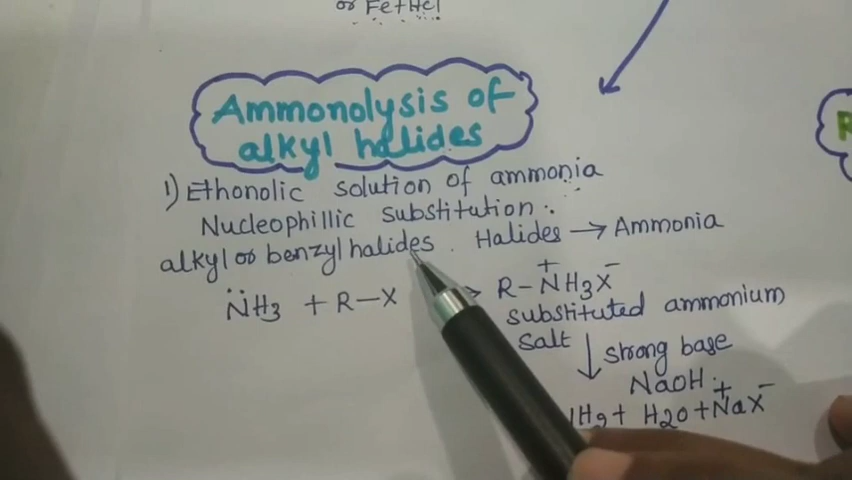 or Fe+HCl
Ammonolysis of
alkyl halides
1) Ethonolic solution of ammonia
Nucleophillic substitution.
alkyl or benzyl halides. Halides → Ammonia
N̈H3 + R-X → R-N⁺H3X⁻
substituted ammonium
salt
strong base
NaOH
H2O + Na⁺X⁻